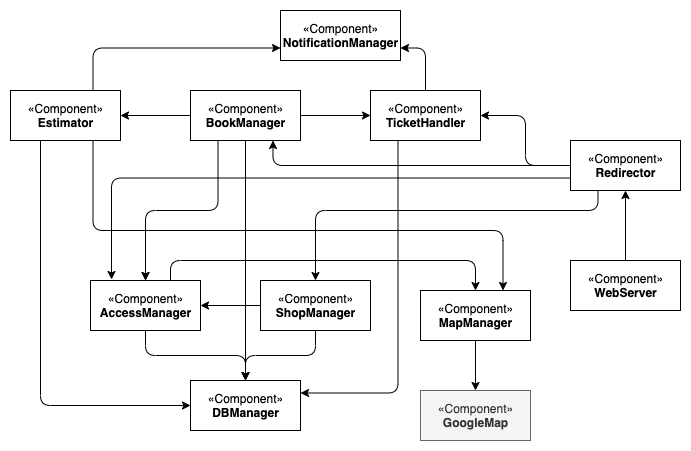 «Component»
NotificationManager
«Component»
Estimator
«Component»
BookManager
«Component»
TicketHandler
«Component»
Redirector
«Component»
WebServer
«Component»
AccessManager
«Component»
ShopManager
«Component»
MapManager
«Component»
DBManager
«Component»
GoogleMap